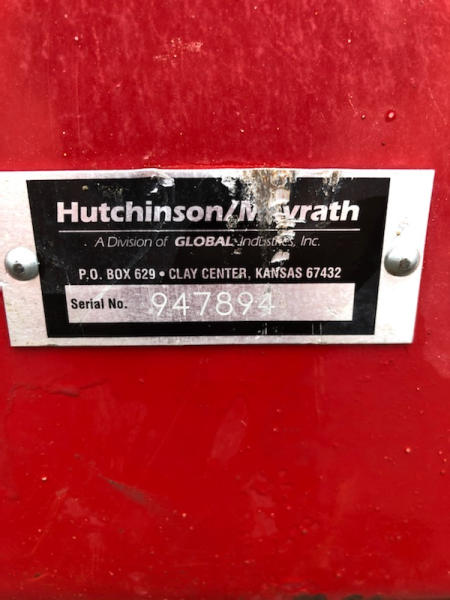 Hutchinson/Mayrath
A Division of GLOBAL Industries, Inc.
P.O. BOX 629 • CLAY CENTER, KANSAS 67432
Serial No. 947894